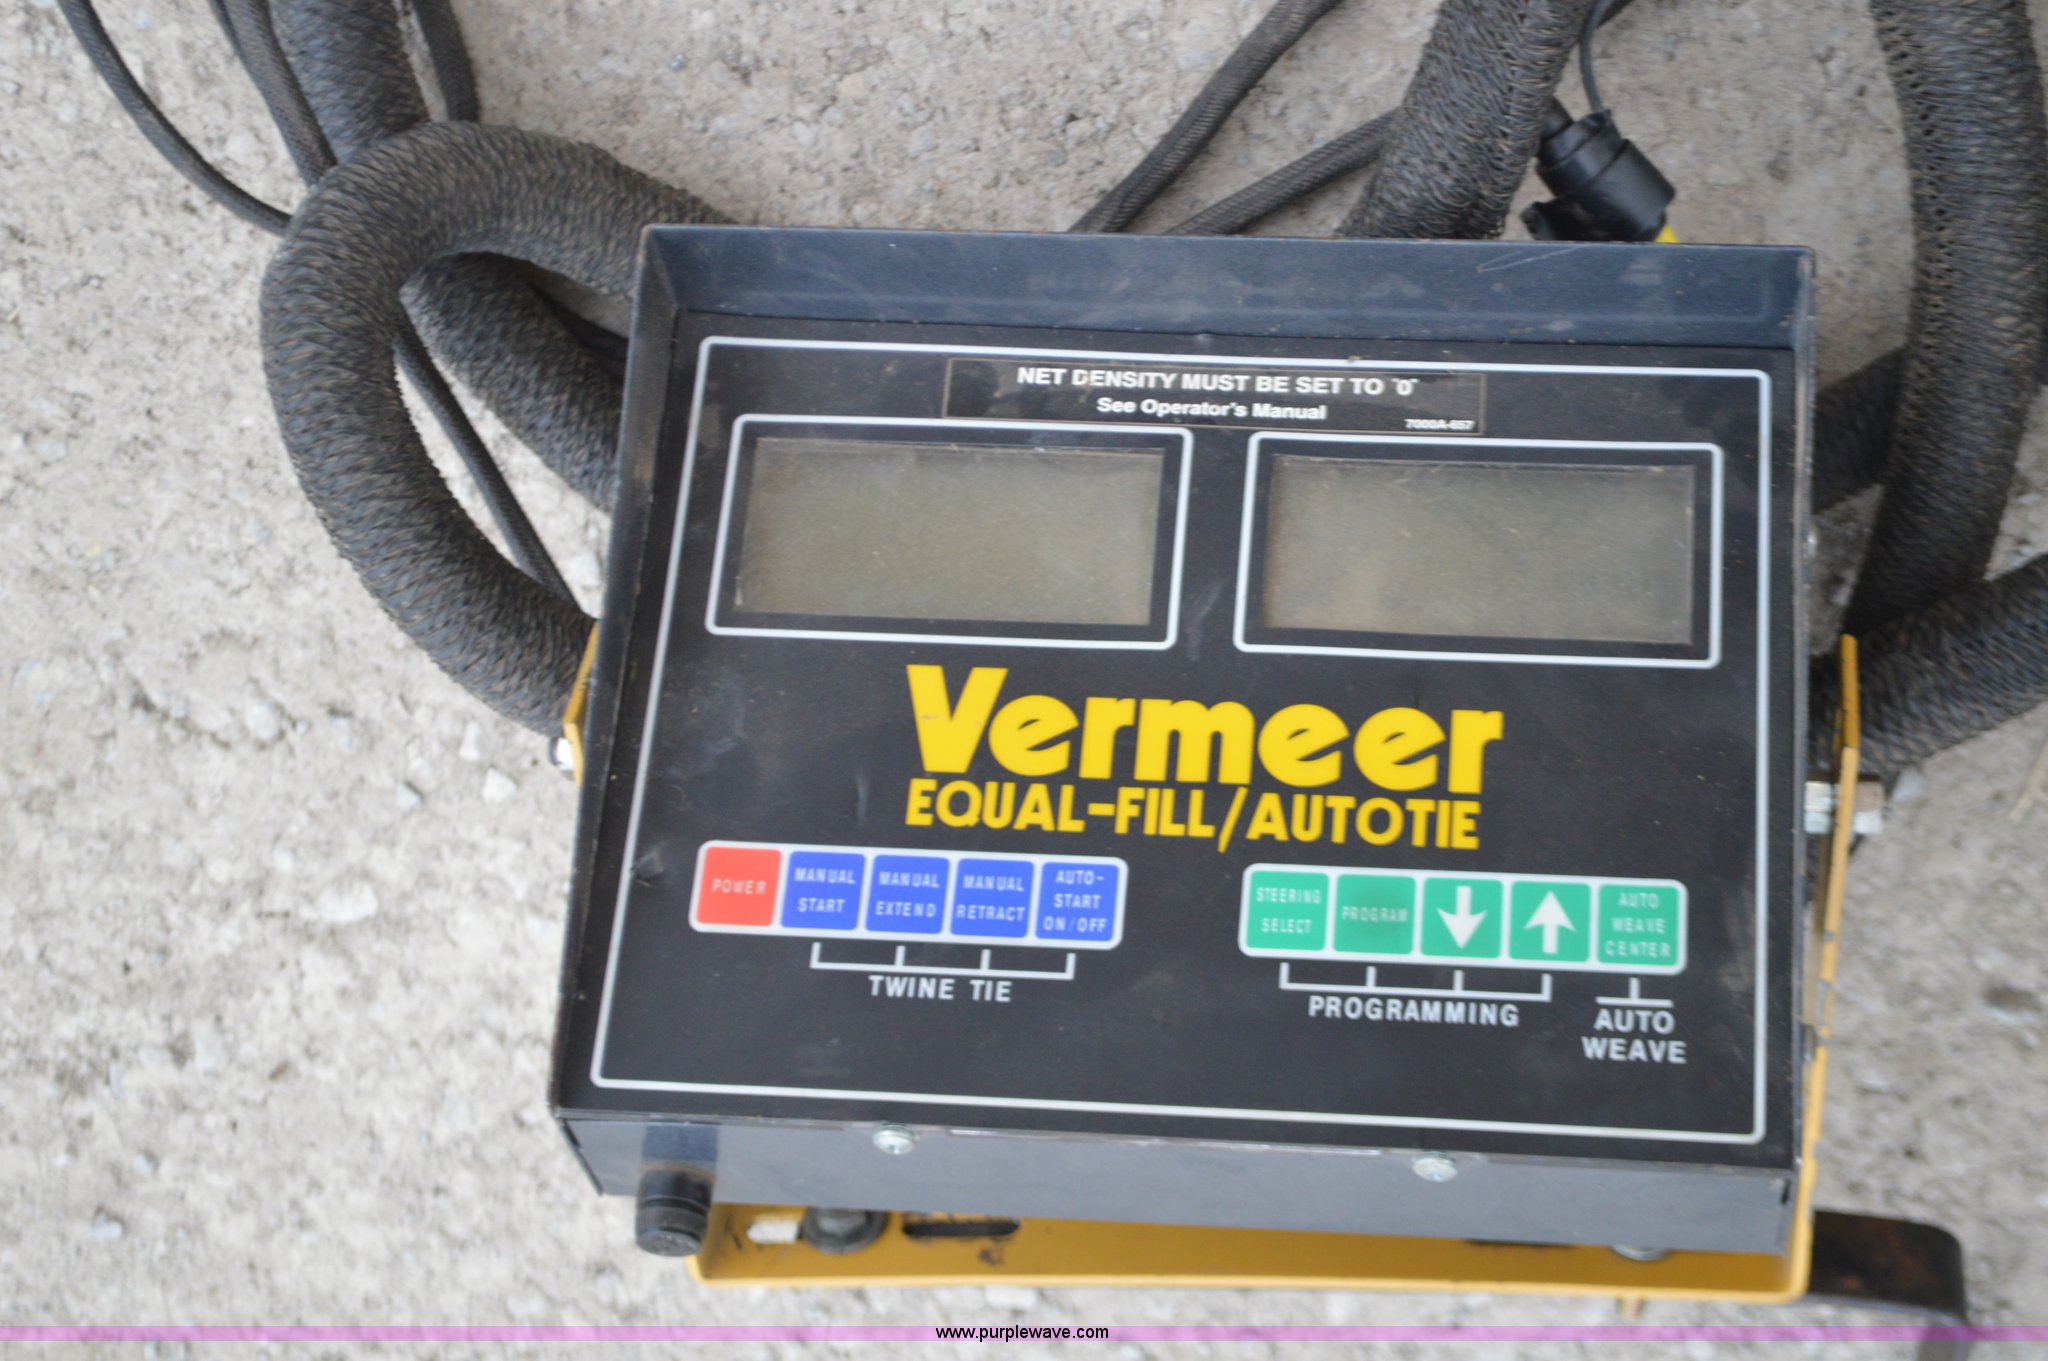 NET DENSITY MUST BE SET TO "0"
See Operator's Manual
7000A-657
Vermeer
EQUAL-FILL/AUTOTIE
POWER
MANUAL
START
MANUAL
EXTEND
MANUAL
RETRACT
AUTO-
START
ON/OFF
TWINE TIE
STEERING
SELECT
PROGRAM
AUTO
WEAVE
CENTER
PROGRAMMING
AUTO
WEAVE
www.purplewave.com